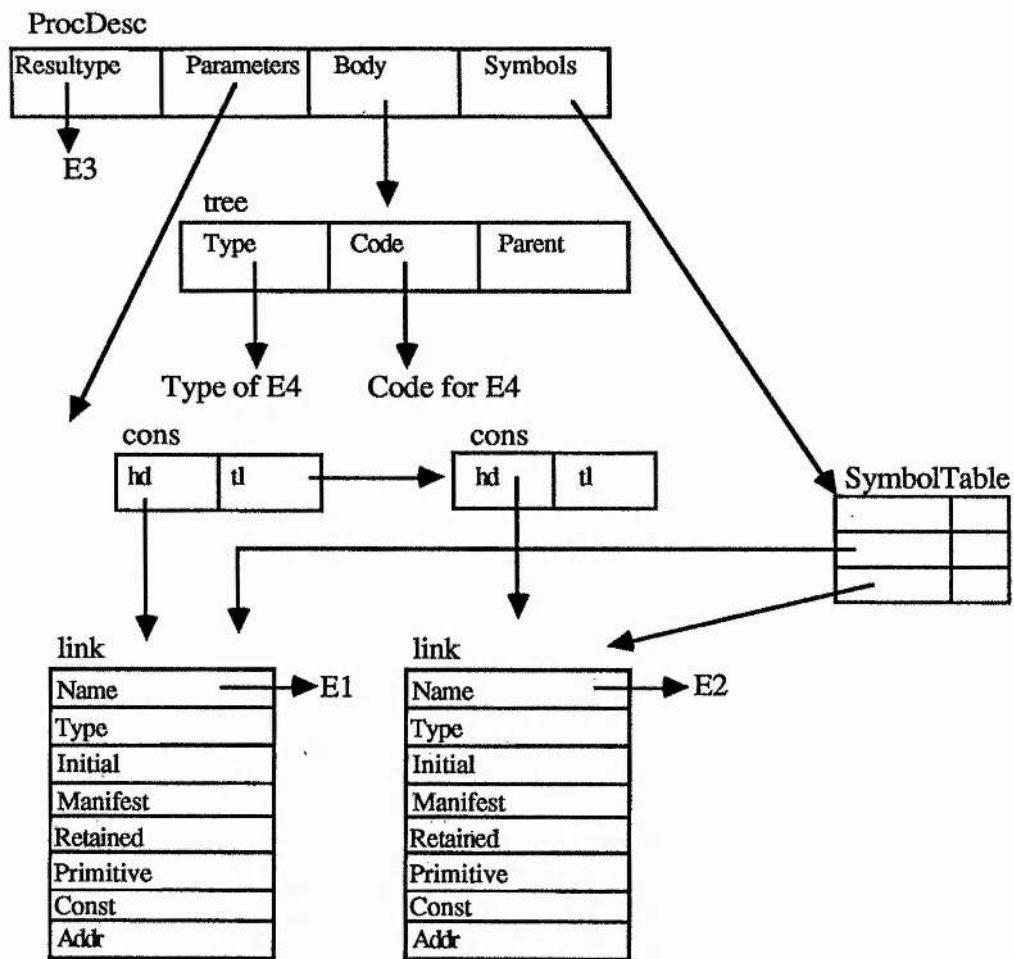 ProcDesc
Resultype Parameters Body Symbols
E3
tree
Type Code Parent
Type of E4 Code for E4
cons cons
hd tl hd tl
SymbolTable
link link
Name E1 Name E2
Type Type
Initial Initial
Manifest Manifest
Retained Retained
Primitive Primitive
Const Const
Addr Addr